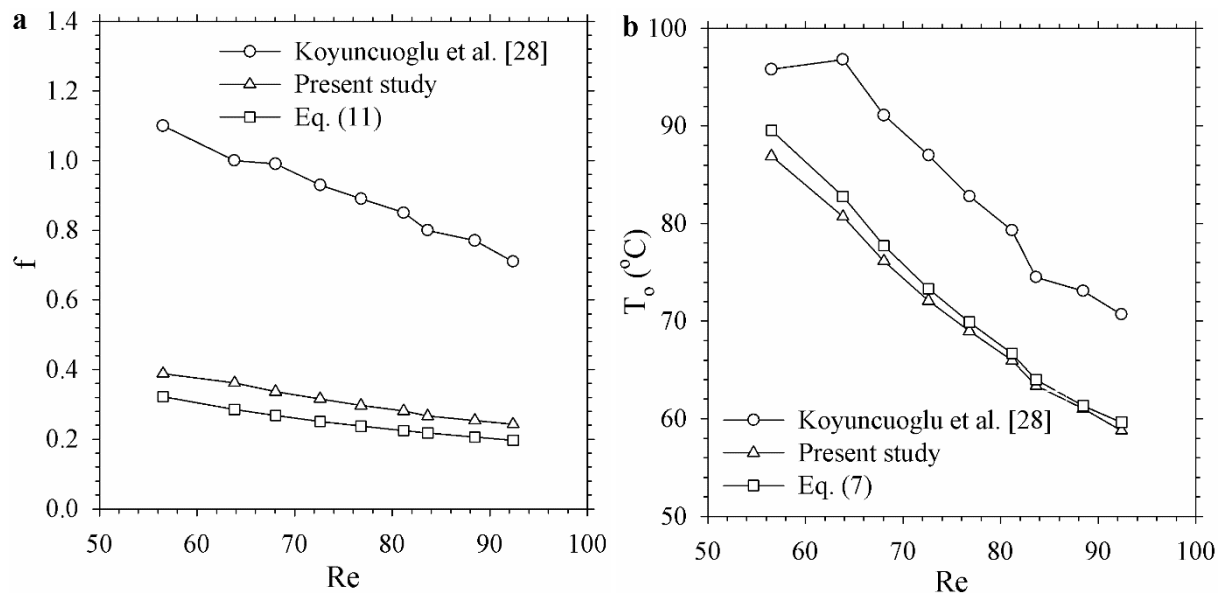 a
1.4
1.2
1.0
0.8
0.6
0.4
0.2
0.0
f
Koyuncuoglu et al. [28]
Present study
Eq. (11)
50 60 70 80 90 100
Re
b
100
90
80
70
60
50
T_o (°C)
Koyuncuoglu et al. [28]
Present study
Eq. (7)
50 60 70 80 90 100
Re